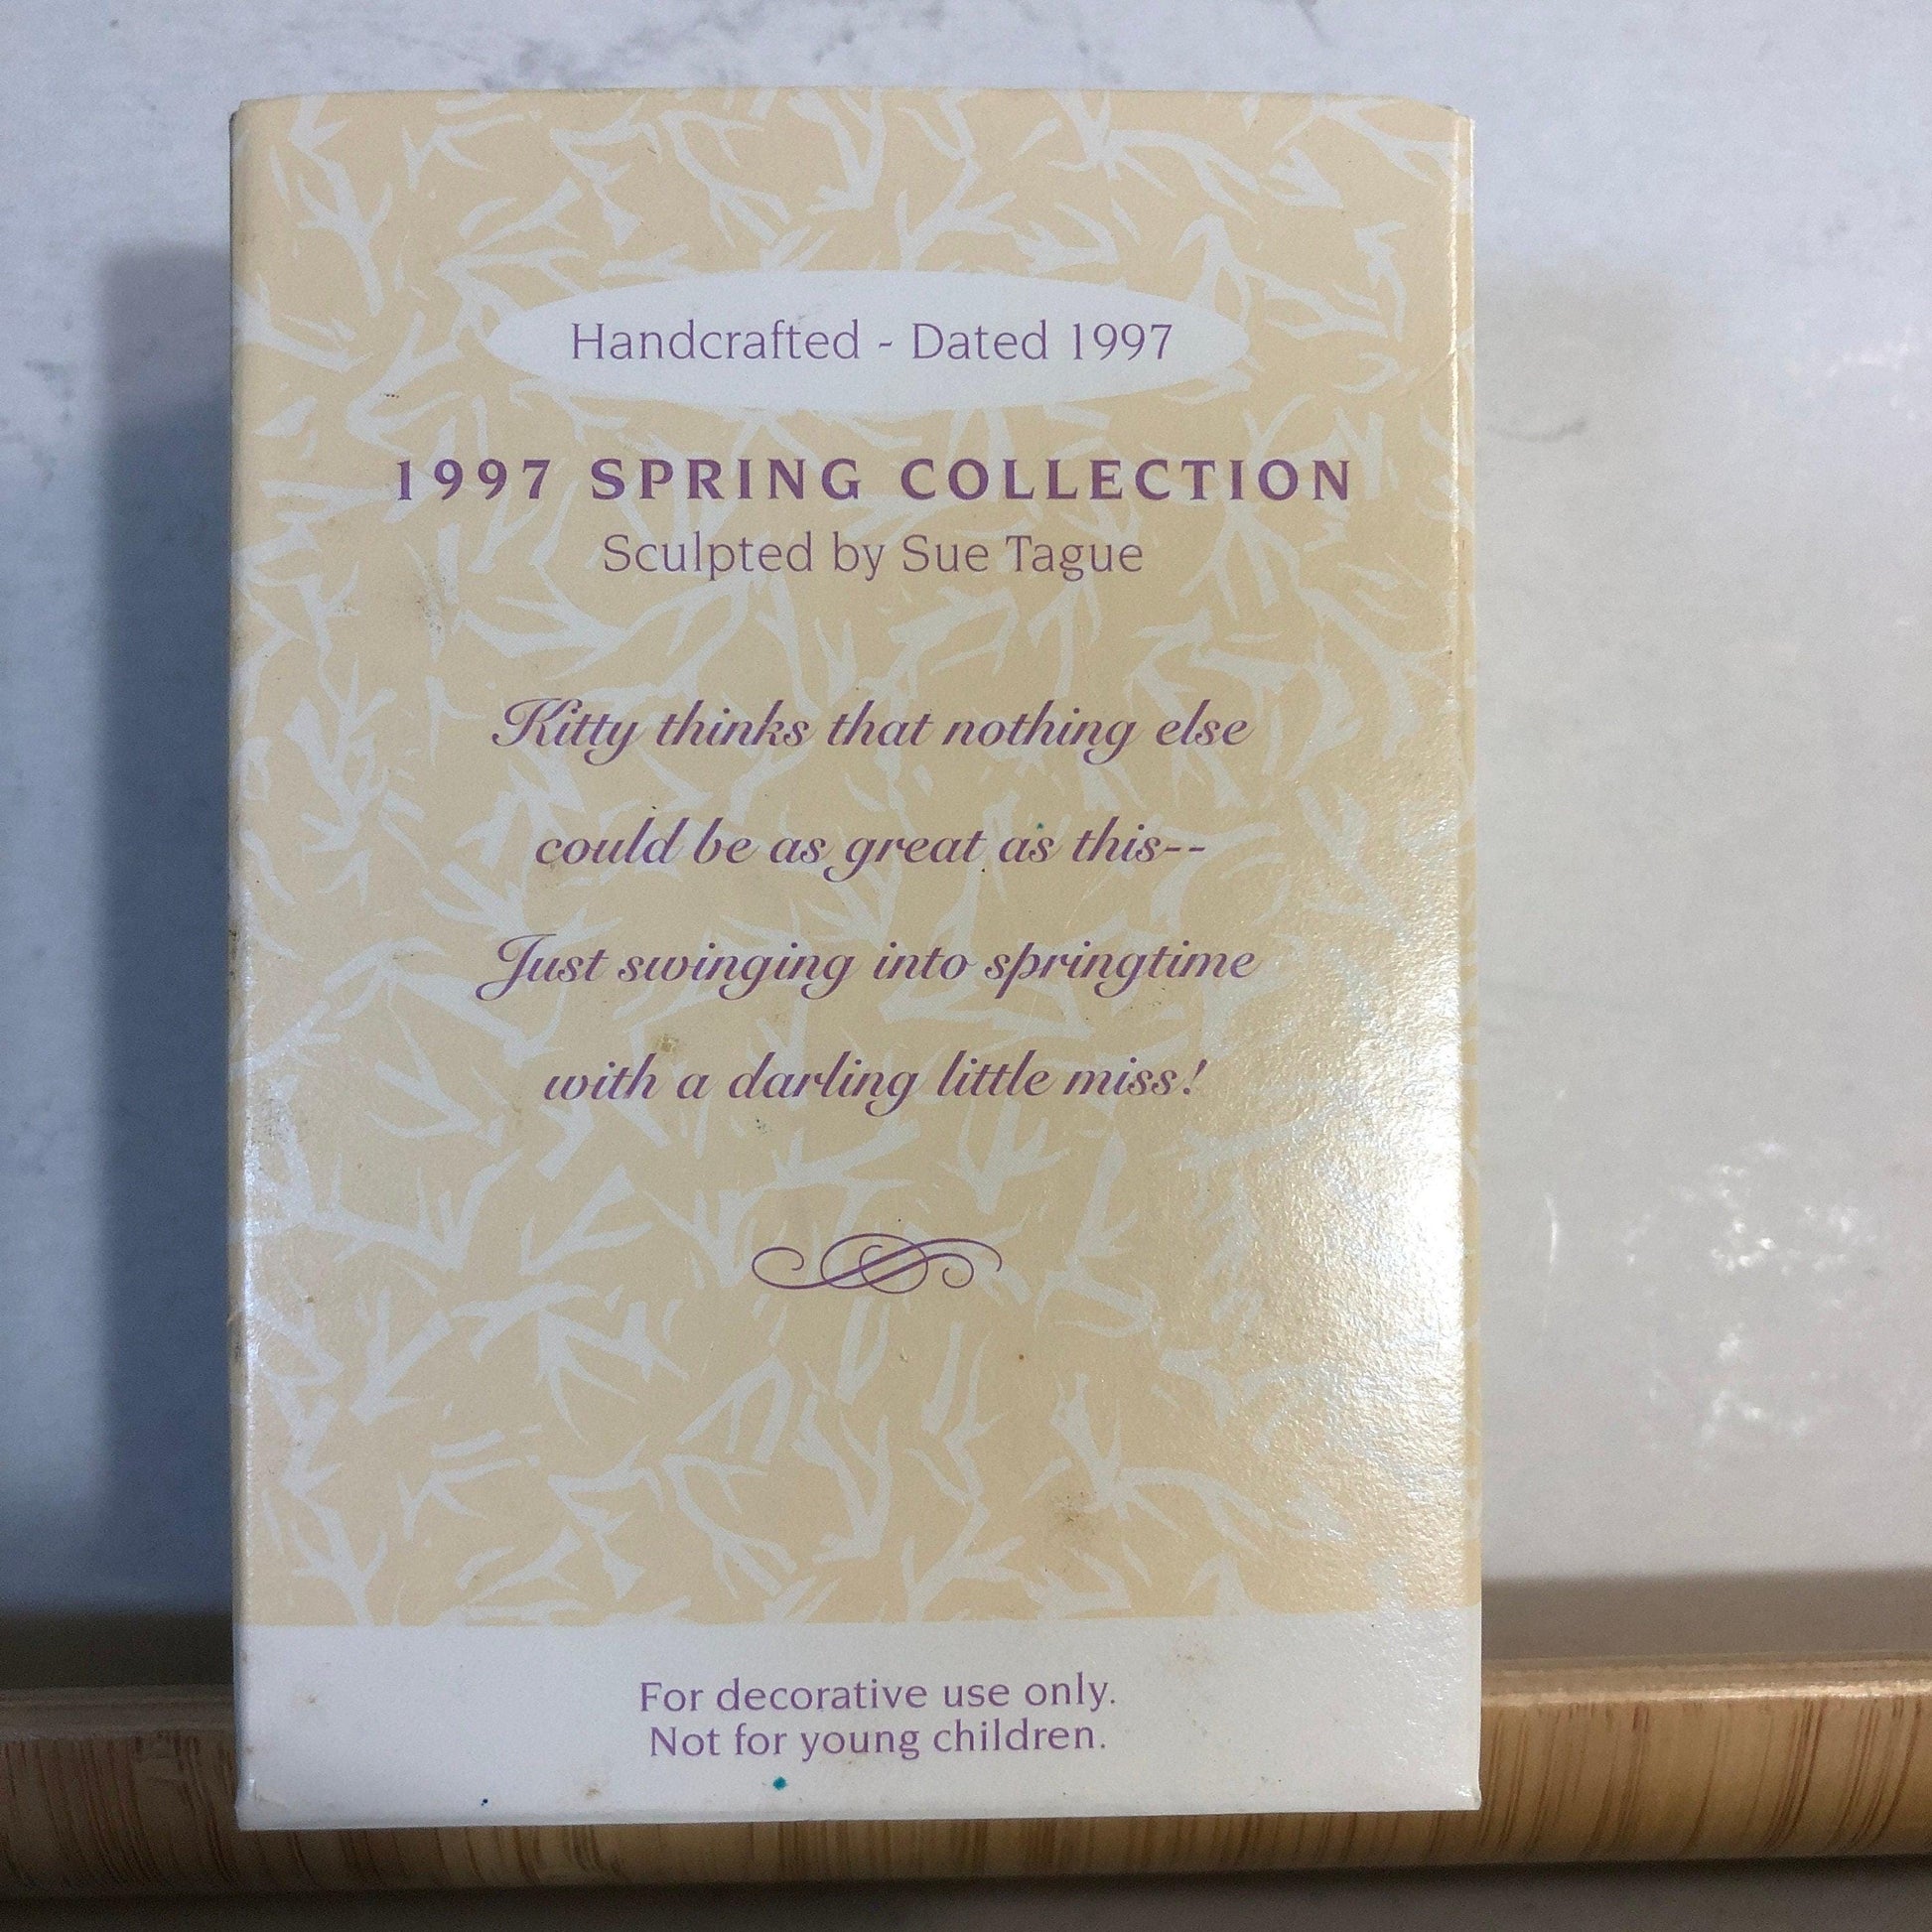 Handcrafted - Dated 1997
1997 SPRING COLLECTION
Sculpted by Sue Tague
Kitty thinks that nothing else
could be as great as this--
Just swinging into springtime
with a darling little miss!
For decorative use only.
Not for young children.